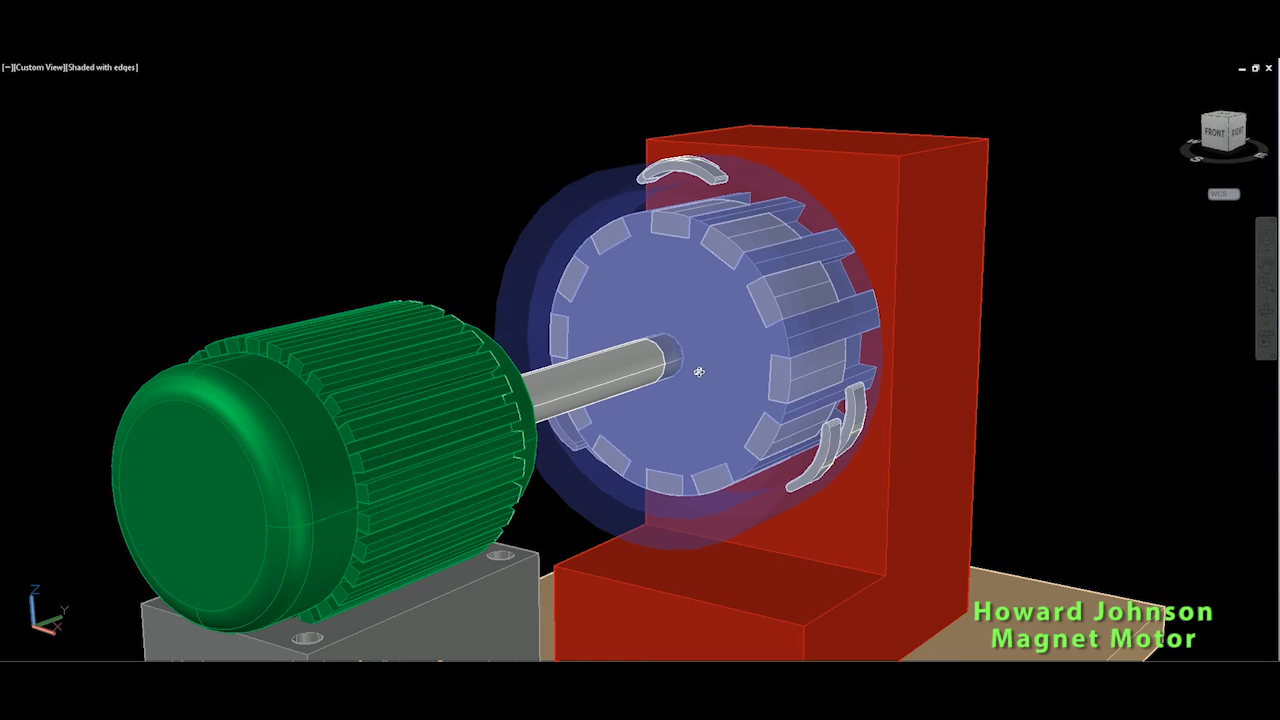 [−][Custom View][Shaded with edges]
FRONT
RIGHT
S
E
WCS
Z
Y
X
Howard Johnson
Magnet Motor